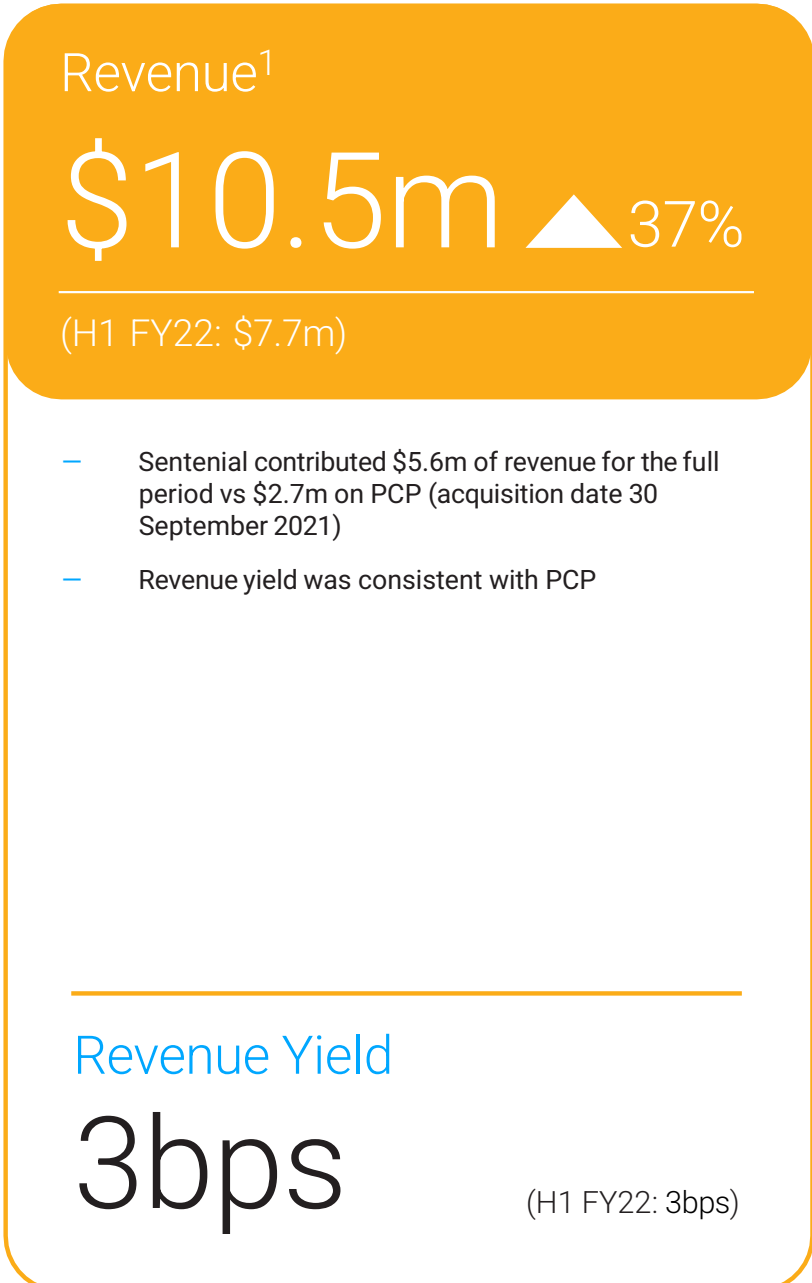 Revenue¹
$10.5m ▲37%
(H1 FY22: $7.7m)
— Sentenial contributed $5.6m of revenue for the full
period vs $2.7m on PCP (acquisition date 30
September 2021)
— Revenue yield was consistent with PCP
Revenue Yield
3bps (H1 FY22: 3bps)